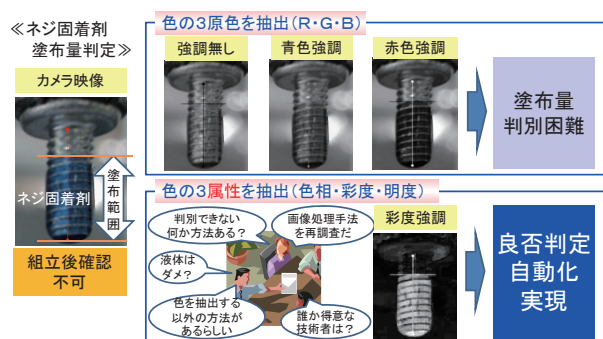 ≪ネジ固着剤
塗布量判定≫
カメラ映像
ネジ固着剤
塗布範囲
組立後確認
不可
色の3原色を抽出(R・G・B)
強調無し
青色強調
赤色強調
塗布量
判別困難
色の3属性を抽出(色相・彩度・明度)
判別できない
何か方法ある?
画像処理手法
を再調査だ
液体は
ダメ?
色を抽出する
以外の方法が
あるらしい
誰か得意な
技術者は?
彩度強調
良否判定
自動化
実現